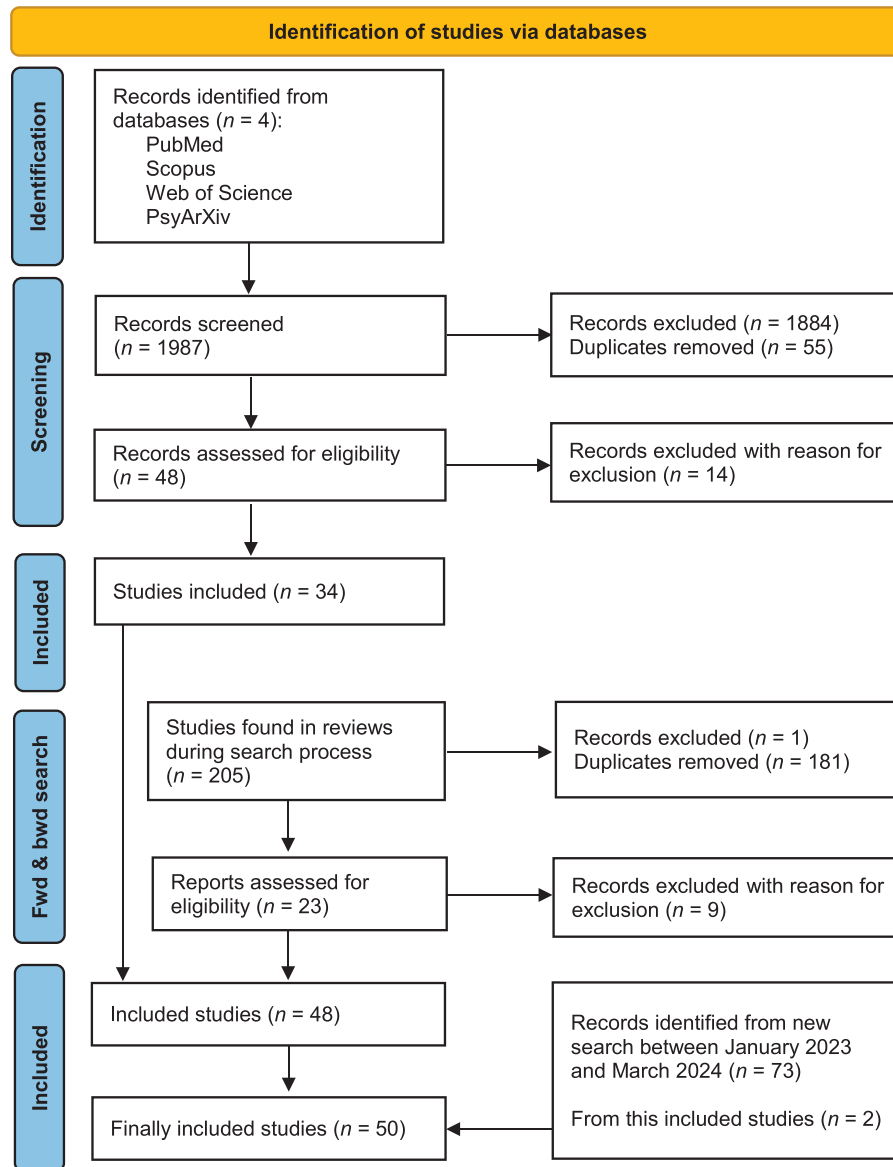 Identification of studies via databases
Identification
Records identified from
databases (n = 4):
PubMed
Scopus
Web of Science
PsyArXiv
Screening
Records screened
(n = 1987)
Records excluded (n = 1884)
Duplicates removed (n = 55)
Records assessed for eligibility
(n = 48)
Records excluded with reason for
exclusion (n = 14)
Included
Studies included (n = 34)
Fwd & bwd search
Studies found in reviews
during search process
(n = 205)
Records excluded (n = 1)
Duplicates removed (n = 181)
Reports assessed for
eligibility (n = 23)
Records excluded with reason for
exclusion (n = 9)
Included
Included studies (n = 48)
Records identified from new
search between January 2023
and March 2024 (n = 73)
From this included studies (n = 2)
Finally included studies (n = 50)